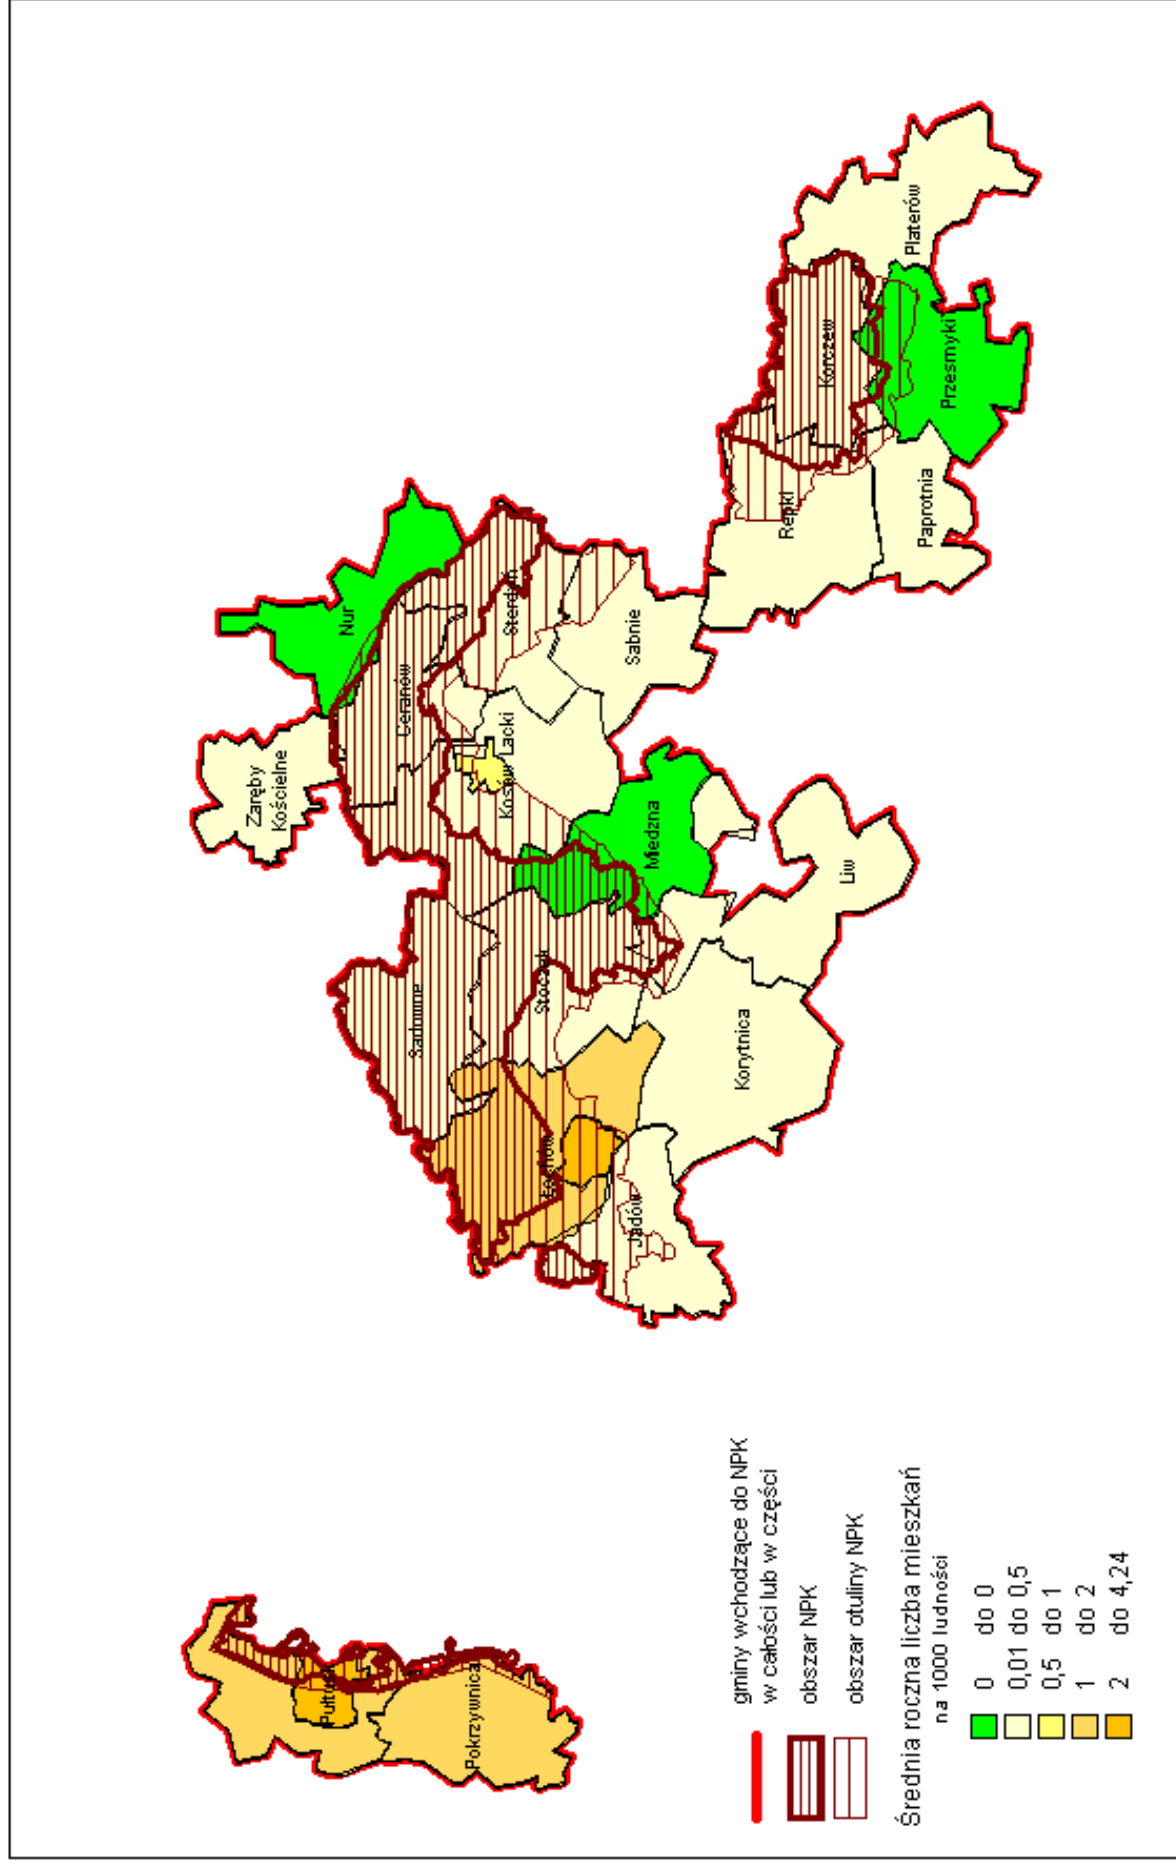 Pułtusk
Pokrzywnica
Zaręby
Kościelne
Nur
Ceranów
Sterdyń
Sadowne
Kosów Lacki
Stoczek
Sabnie
Łochów
Miedzna
Jadów
Korytnica
Liw
Repki
Korczew
Platerów
Paprotnia
Przesmyki
gminy wchodzące do NPK
w całości lub w części
obszar NPK
obszar otuliny NPK
Średnia roczna liczba mieszkań
na 1000 ludności
0 do 0
0,01 do 0,5
0,5 do 1
1 do 2
2 do 4,24